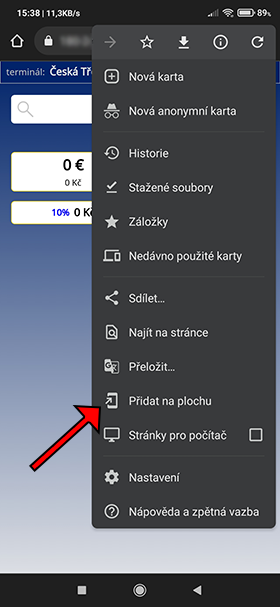 15:38 | 11,3KB/s
89%
terminál: Česká Tř
Nová karta
Nová anonymní karta
Historie
0 €
0 Kč
Stažené soubory
10% 0 Kč
Záložky
Nedávno použité karty
Sdílet…
Najít na stránce
Přeložit…
Přidat na plochu
Stránky pro počítač
Nastavení
Nápověda a zpětná vazba